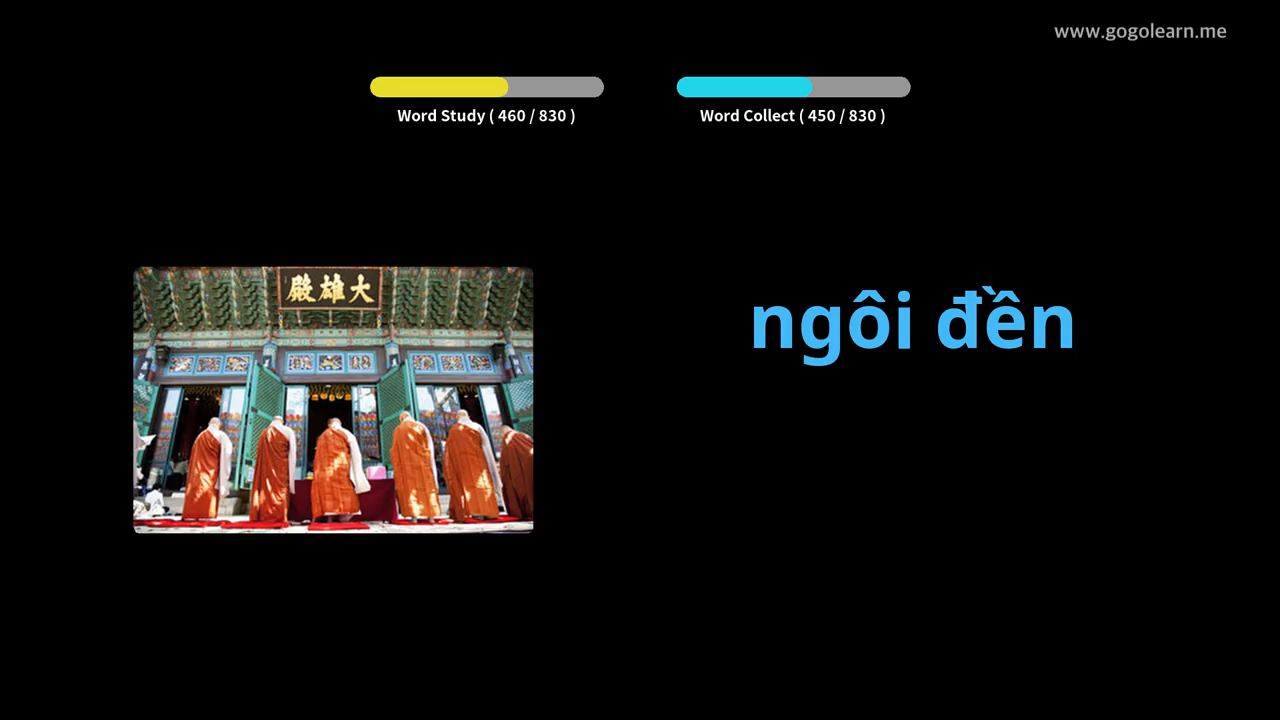 www.gogolearn.me
Word Study ( 460 / 830 )
Word Collect ( 450 / 830 )
殿雄大
ngôi đền